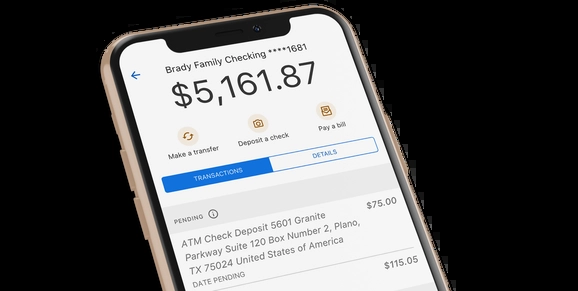 Brady Family Checking ****1681
$5,161.87
Make a transfer
Deposit a check
Pay a bill
TRANSACTIONS
DETAILS
PENDING
ATM Check Deposit 5601 Granite
$75.00
Parkway Suite 120 Box Number 2, Plano,
TX 75024 United States of America
DATE PENDING
$115.05